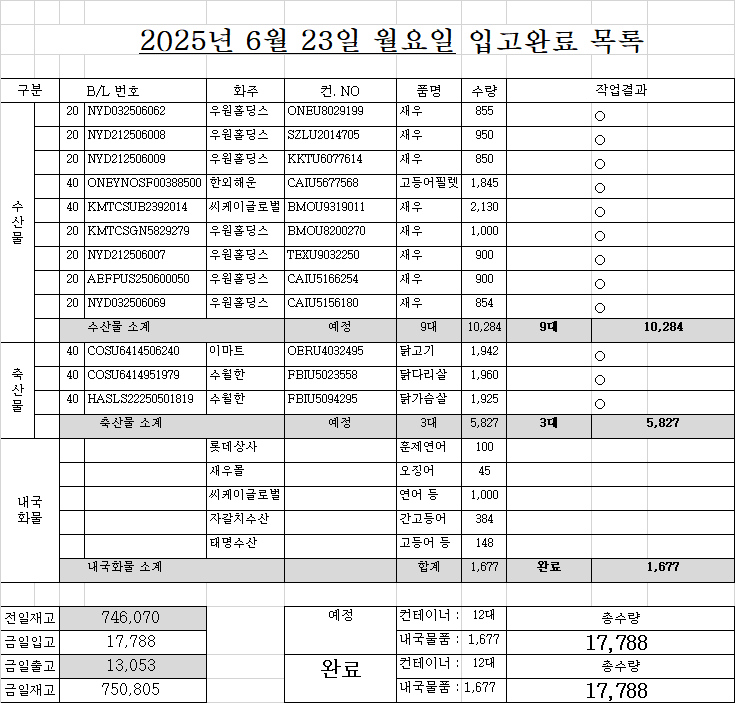 2025년 6월 23일 월요일 입고완료 목록
구분 B/L 번호 화주 컨. NO 품명 수량 작업결과
수산물
20 NYD032506062 우원홀딩스 ONEU8029199 새우 855 ○
20 NYD212506008 우원홀딩스 SZLU2014705 새우 950 ○
20 NYD212506009 우원홀딩스 KKTU6077614 새우 850 ○
40 ONEYNOSF00388500 한외해운 CAIU5677568 고등어필렛 1,845 ○
40 KMTCSUB2392014 씨케이글로벌 BMOU9319011 새우 2,130 ○
20 KMTCSGN5829279 우원홀딩스 BMOU8200270 새우 1,000 ○
20 NYD212506007 우원홀딩스 TEXU9032250 새우 900 ○
20 AEFPUS250600050 우원홀딩스 CAIU5166254 새우 900 ○
20 NYD032506069 우원홀딩스 CAIU5156180 새우 854 ○
수산물 소계 예정 9대 10,284 9대 10,284
축산물
40 COSU6414506240 이마트 OERU4032495 닭고기 1,942 ○
40 COSU6414951979 수월한 FBIU5023558 닭다리살 1,960 ○
40 HASLS22250501819 수월한 FBIU5094295 닭가슴살 1,925 ○
축산물 소계 예정 3대 5,827 3대 5,827
내국화물
롯데상사 훈제연어 100
새우몰 오징어 45
씨케이글로벌 연어 등 1,000
자갈치수산 간고등어 384
태명수산 고등어 등 148
내국화물 소계 합계 1,677 완료 1,677
전일재고 746,070 예정 컨테이너 : 12대 총수량
금일입고 17,788 내국물품 : 1,677 17,788
금일출고 13,053 완료 컨테이너 : 12대 총수량
금일재고 750,805 내국물품 : 1,677 17,788